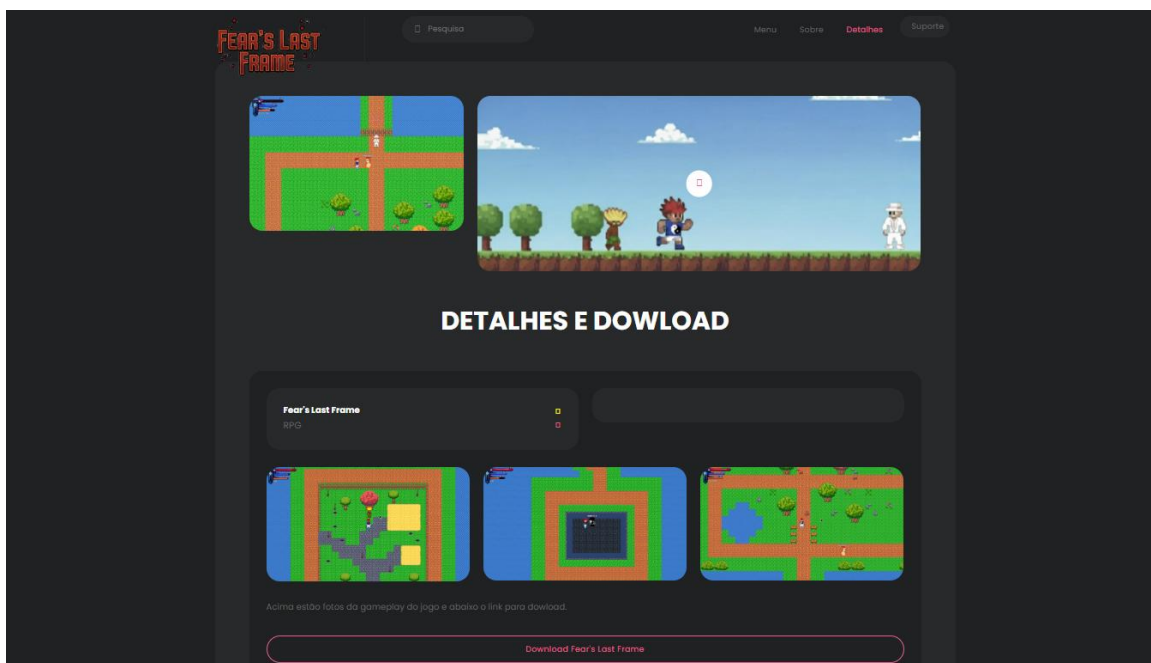 FEAR'S LAST
FRAME
Pesquisa
Menu
Sobre
Detalhes
Suporte
DETALHES E DOWLOAD
Fear's Last Frame
RPG
Acima estão fotos da gameplay do jogo e abaixo o link para dowload.
Download Fear's Last Frame